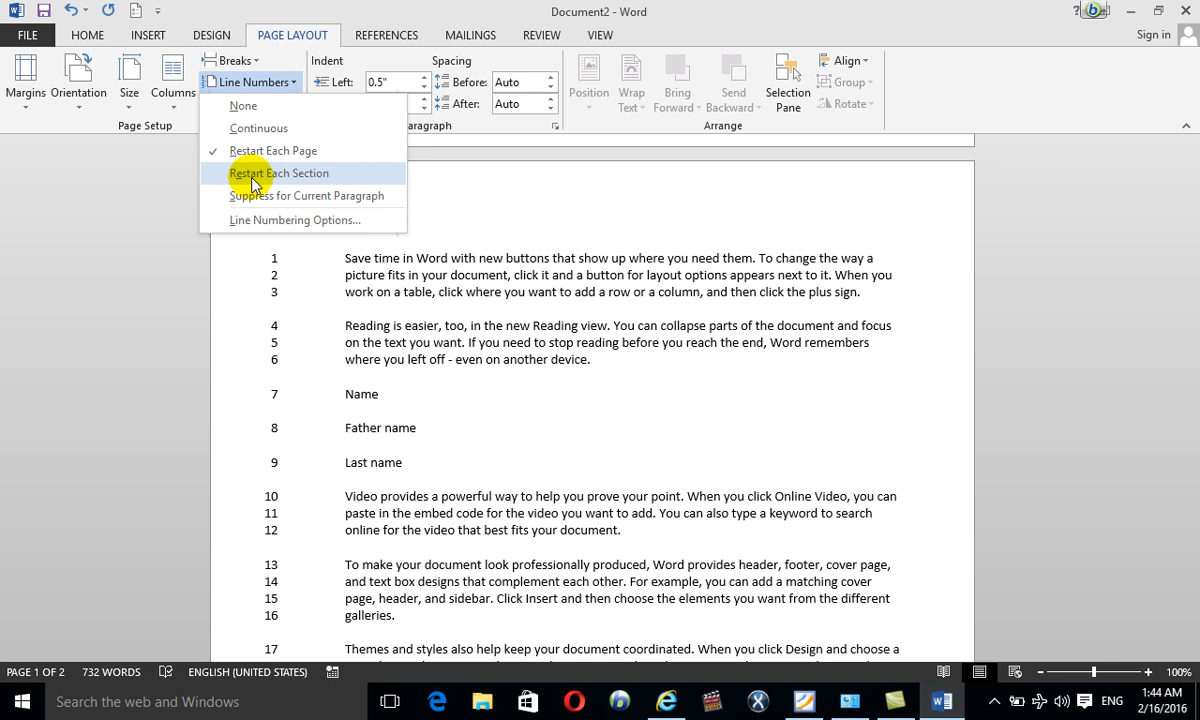 Document2 - Word
?
FILE HOME INSERT DESIGN PAGE LAYOUT REFERENCES MAILINGS REVIEW VIEW Sign in
Margins Orientation Size Columns
Breaks
Line Numbers
Page Setup
Indent
Left: 0.5"
Spacing
Before: Auto
After: Auto
aragraph
Position Wrap Text Bring Forward Send Backward Selection Pane
Align
Group
Rotate
Arrange
None
Continuous
Restart Each Page
Restart Each Section
Suppress for Current Paragraph
Line Numbering Options...
1 Save time in Word with new buttons that show up where you need them. To change the way a
2 picture fits in your document, click it and a button for layout options appears next to it. When you
3 work on a table, click where you want to add a row or a column, and then click the plus sign.
4 Reading is easier, too, in the new Reading view. You can collapse parts of the document and focus
5 on the text you want. If you need to stop reading before you reach the end, Word remembers
6 where you left off - even on another device.
7 Name
8 Father name
9 Last name
10 Video provides a powerful way to help you prove your point. When you click Online Video, you can
11 paste in the embed code for the video you want to add. You can also type a keyword to search
12 online for the video that best fits your document.
13 To make your document look professionally produced, Word provides header, footer, cover page,
14 and text box designs that complement each other. For example, you can add a matching cover
15 page, header, and sidebar. Click Insert and then choose the elements you want from the different
16 galleries.
17 Themes and styles also help keep your document coordinated. When you click Design and choose a
PAGE 1 OF 2 732 WORDS ENGLISH (UNITED STATES) 100%
Search the web and Windows
ENG
1:44 AM
2/16/2016